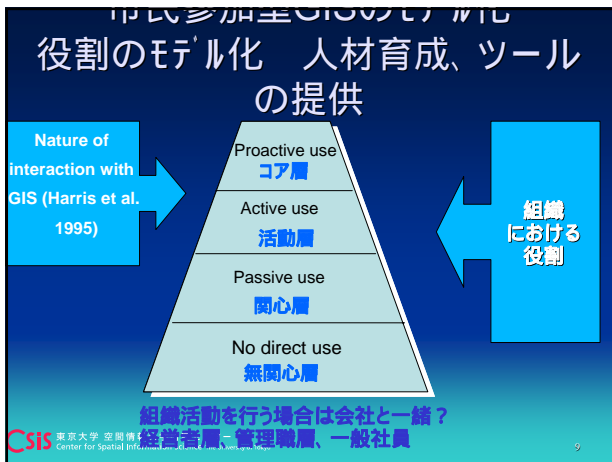 市民参加型GISのﾓﾃﾞﾙ化
役割のﾓﾃﾞﾙ化　人材育成、ツール
の提供
Nature of
interaction with
GIS (Harris et al.
1995)
Proactive use
コア層
Active use
活動層
Passive use
関心層
No direct use
無関心層
組織
における
役割
組織活動を行う場合は会社と一緒？
経営者層、管理職層、一般社員
CSiS 東京大学 空間情
Center for Spatial Infor
9